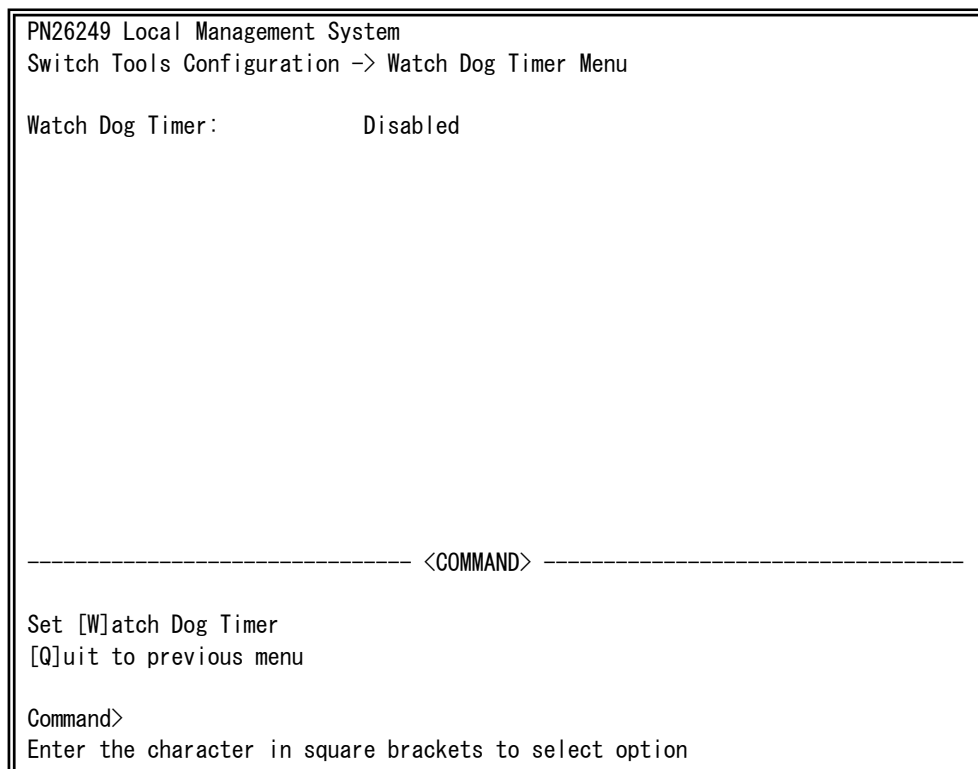 PN26249 Local Management System
Switch Tools Configuration -> Watch Dog Timer Menu
Watch Dog Timer: Disabled
-------------------------------- <COMMAND> -----------------------------------
Set [W]atch Dog Timer
[Q]uit to previous menu
Command>
Enter the character in square brackets to select option